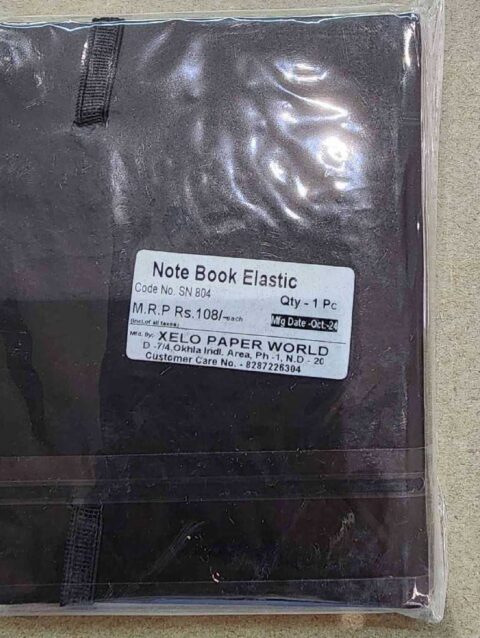 Note Book Elastic
Code No. SN 804
Qty - 1 Pc
M.R.P Rs.108/-each
(Incl.of all taxes)
Mfg Date -Oct.-24
Mfd. By: XELO PAPER WORLD
D -7/4,Okhla Indl. Area, Ph -1, N.D - 20
Customer Care No. - 8287226304